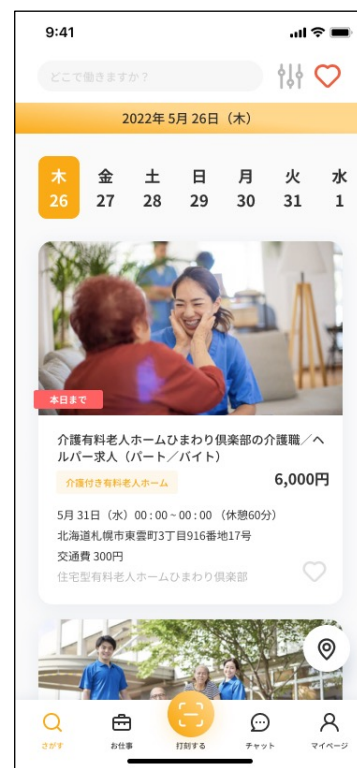 9:41
どこで働きますか？
2022年 5月 26日 （木）
木 金 土 日 月 火 水
26 27 28 29 30 31 1
本日まで
介護有料老人ホームひまわり倶楽部の介護職／ヘ
ルパー求人（パート／バイト）
介護付き有料老人ホーム 6,000円
5月 31日（水）00 : 00 ~ 00 : 00 （休憩60分）
北海道札幌市東雲町3丁目916番地17号
交通費 300円
住宅型有料老人ホームひまわり倶楽部
さがす お仕事 打刻する チャット マイページ